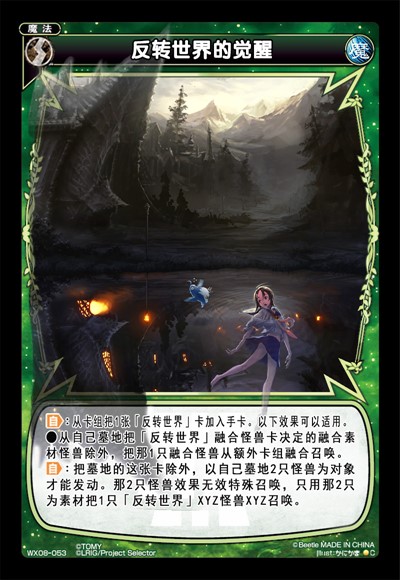 魔法
反转世界的觉醒
魔
自:从卡组把1张「反转世界」卡加入手卡。以下效果可以适用。
●从自己墓地把「反转世界」融合怪兽卡决定的融合素
材怪兽除外，把那1只融合怪兽从额外卡组融合召唤。
自:把墓地的这张卡除外，以自己墓地2只怪兽为对象
才能发动。那2只怪兽效果无效特殊召唤，只用那2只
为素材把1只「反转世界」XYZ怪兽XYZ召唤。
©Beetle MADE IN CHINA
WX08-053 ©TOMY
©LRIG/Project Selector
Illust:かにかま C